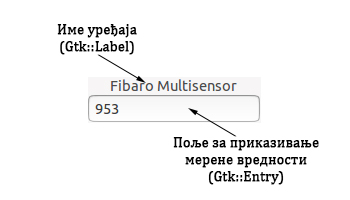 Име уређаја
(Gtk::Label)
Fibaro Multisensor
953
Поље за приказивање
мерене вредности
(Gtk::Entry)